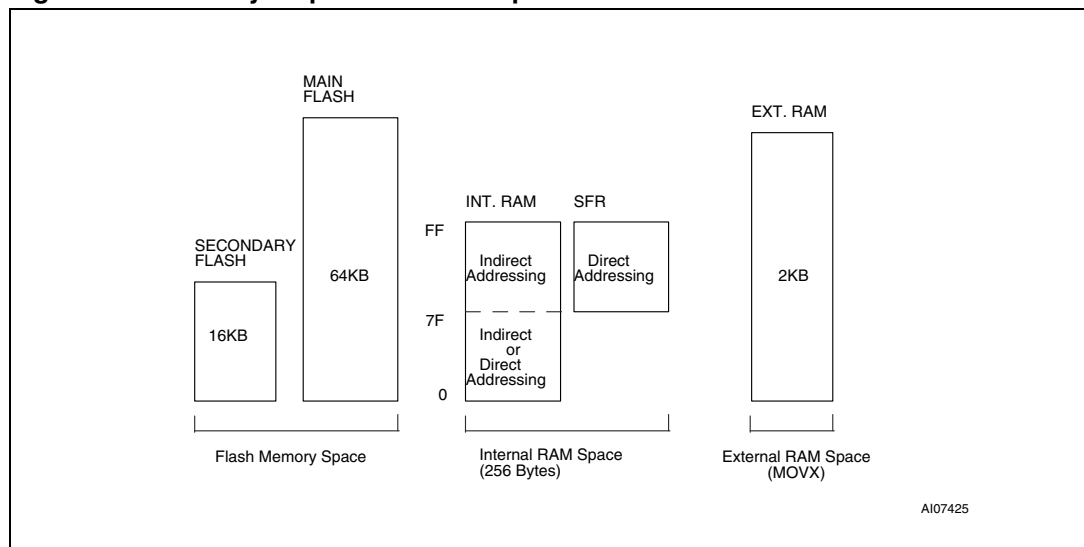 MAIN
FLASH
EXT. RAM
INT. RAM
SFR
FF
SECONDARY
FLASH
Indirect
Addressing
Direct
Addressing
64KB
2KB
7F
16KB
Indirect
or
Direct
Addressing
0
Flash Memory Space
Internal RAM Space
(256 Bytes)
External RAM Space
(MOVX)
AI07425